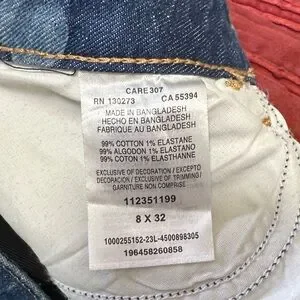 CARE 307
RN 130273 CA 55394
MADE IN BANGLADESH
HECHO EN BANGLADESH
FABRIQUE AU BANGLADESH
99% COTTON 1% ELASTANE
99% ALGODON 1% ELASTANE
99% COTON 1% ELASTHANNE
EXCLUSIVE OF DECORATION / EXCEPTO
DECORACION / EXCLUSIVE OF TRIMMING /
GARNITURE NON COMPRISE
112351199
8 X 32
1000255152-23L-4500898305
196458260858